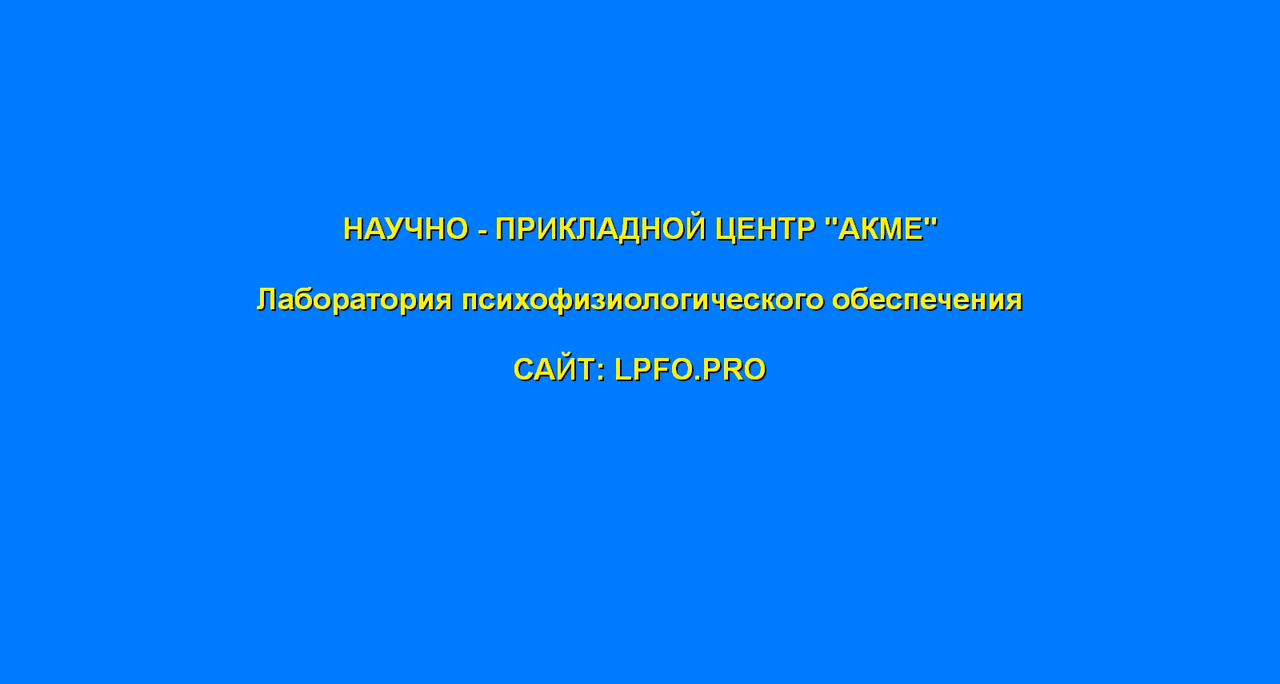 НАУЧНО - ПРИКЛАДНОЙ ЦЕНТР "АКМЕ"
Лаборатория психофизиологического обеспечения
САЙТ: LPFO.PRO